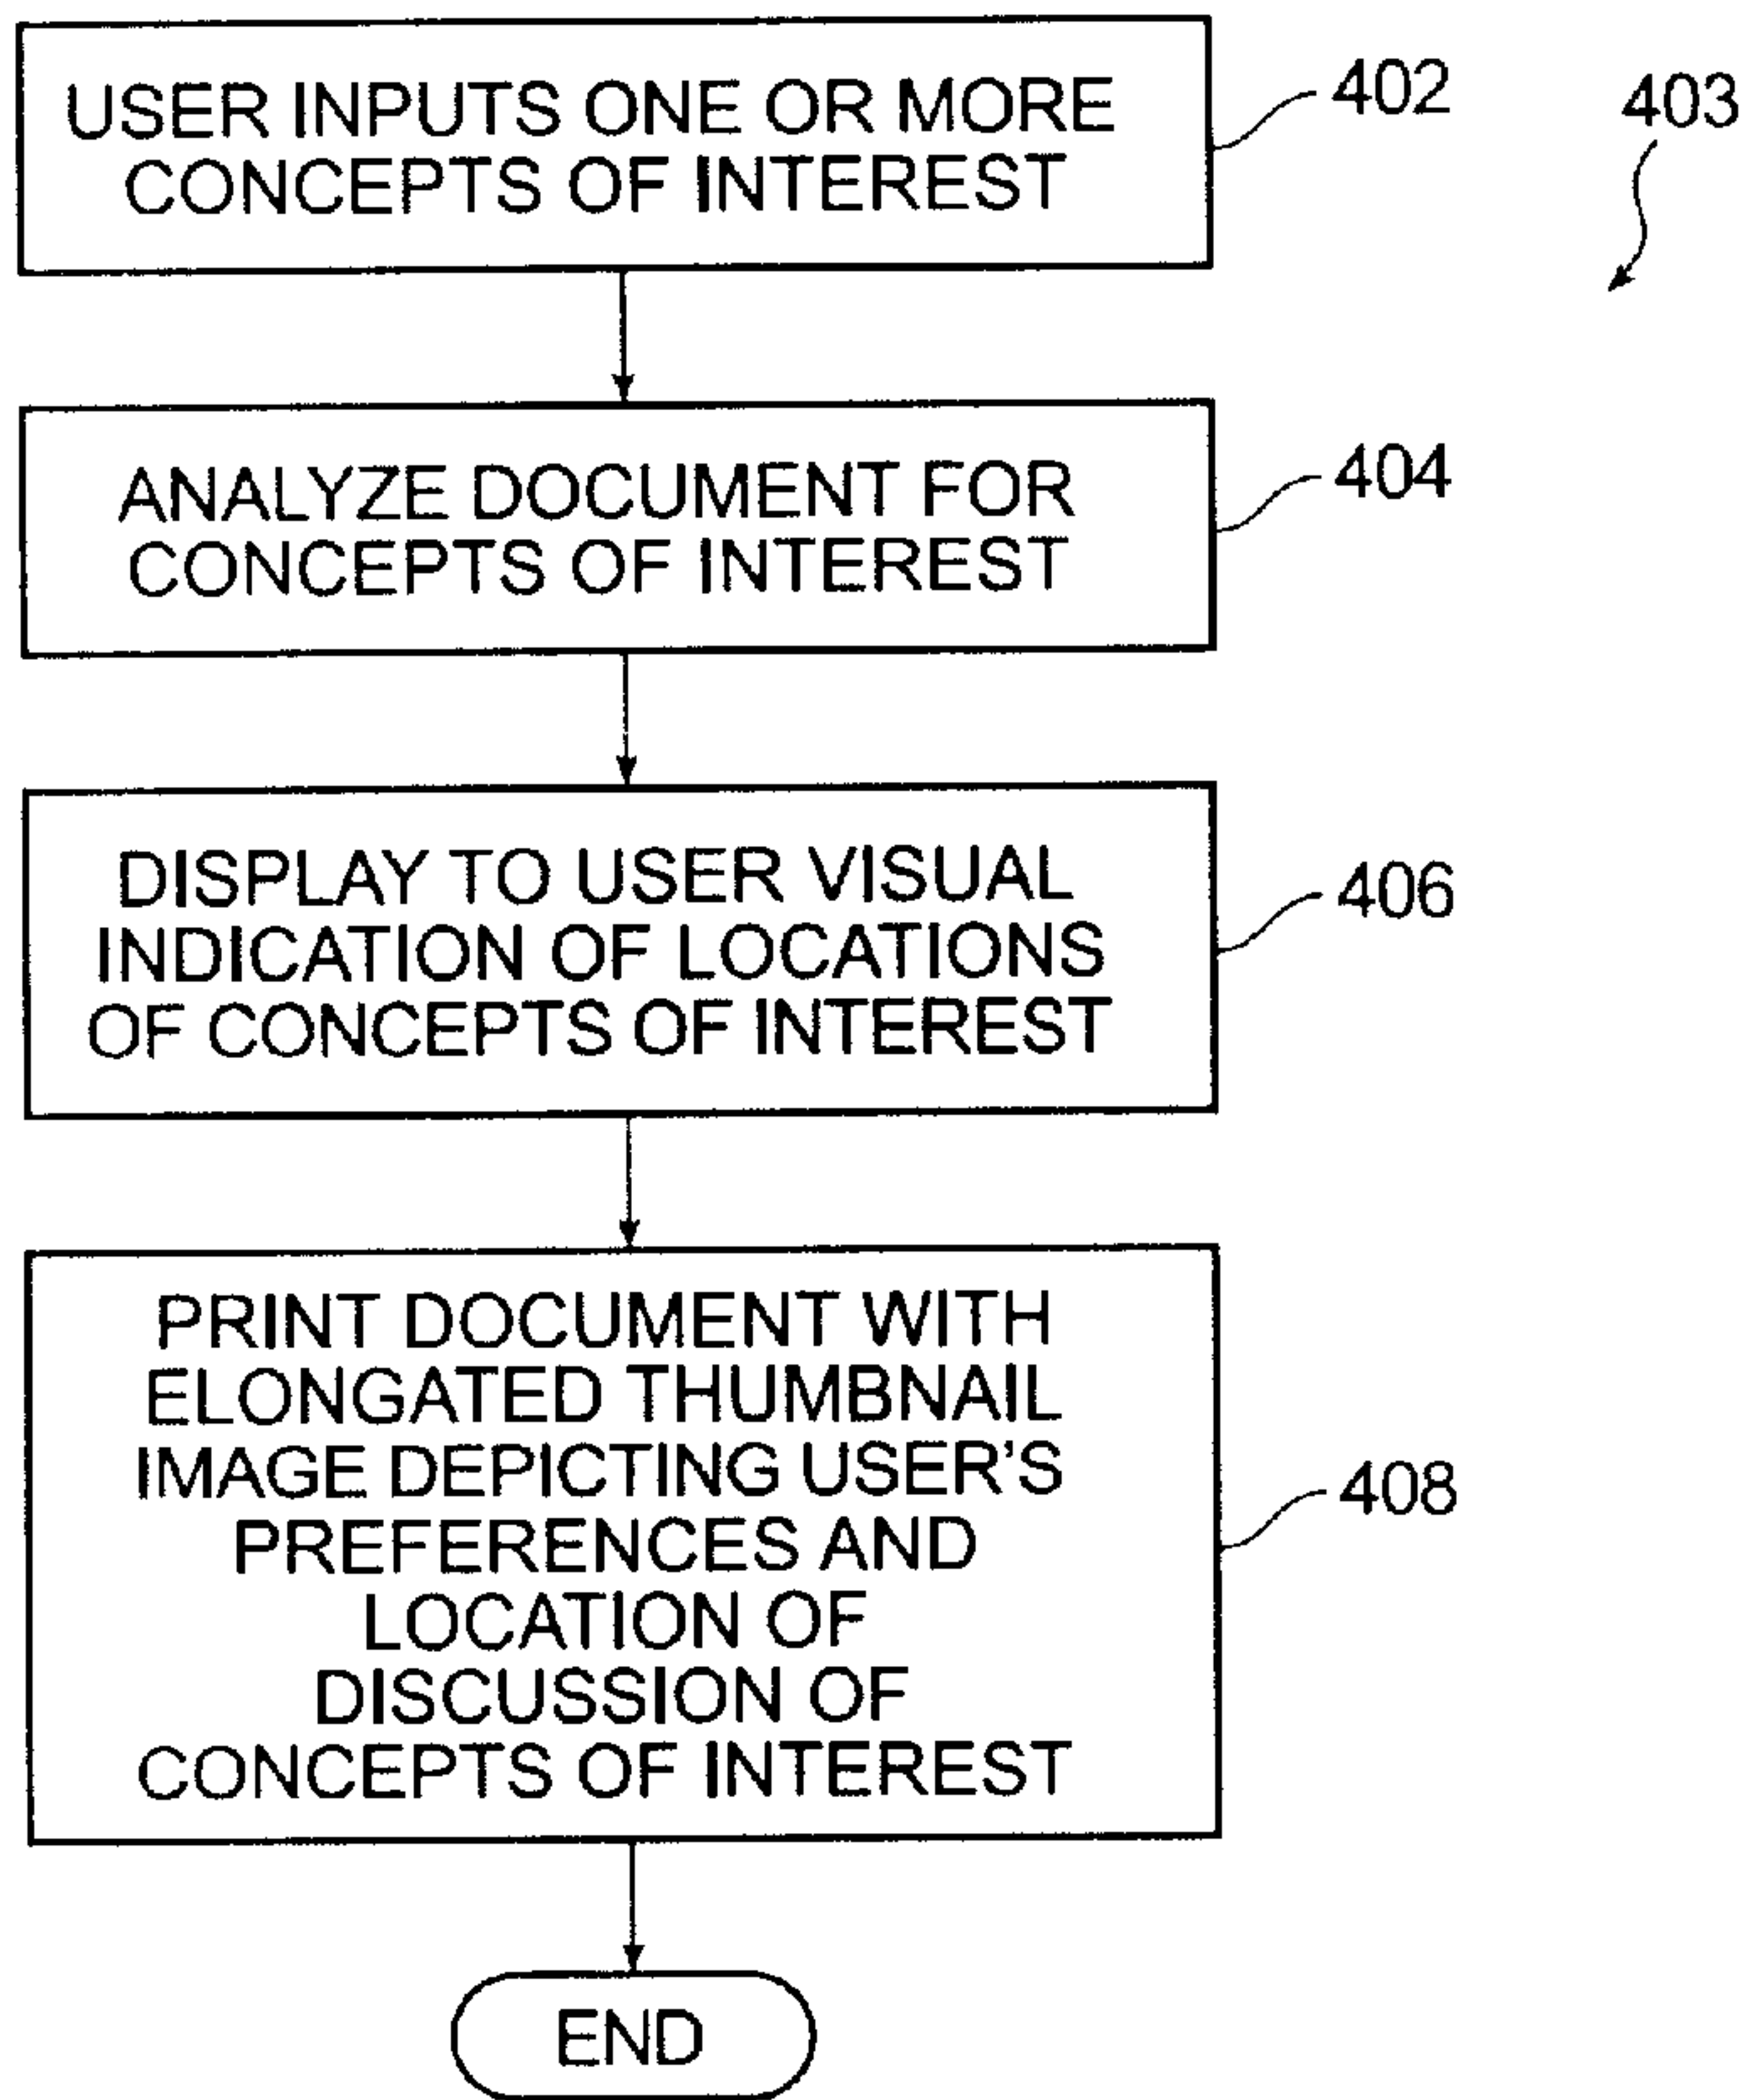 USER INPUTS ONE OR MORE
CONCEPTS OF INTEREST
402
403
ANALYZE DOCUMENT FOR
CONCEPTS OF INTEREST
404
DISPLAY TO USER VISUAL
INDICATION OF LOCATIONS
OF CONCEPTS OF INTEREST
406
PRINT DOCUMENT WITH
ELONGATED THUMBNAIL
IMAGE DEPICTING USER'S
PREFERENCES AND
LOCATION OF
DISCUSSION OF
CONCEPTS OF INTEREST
408
END